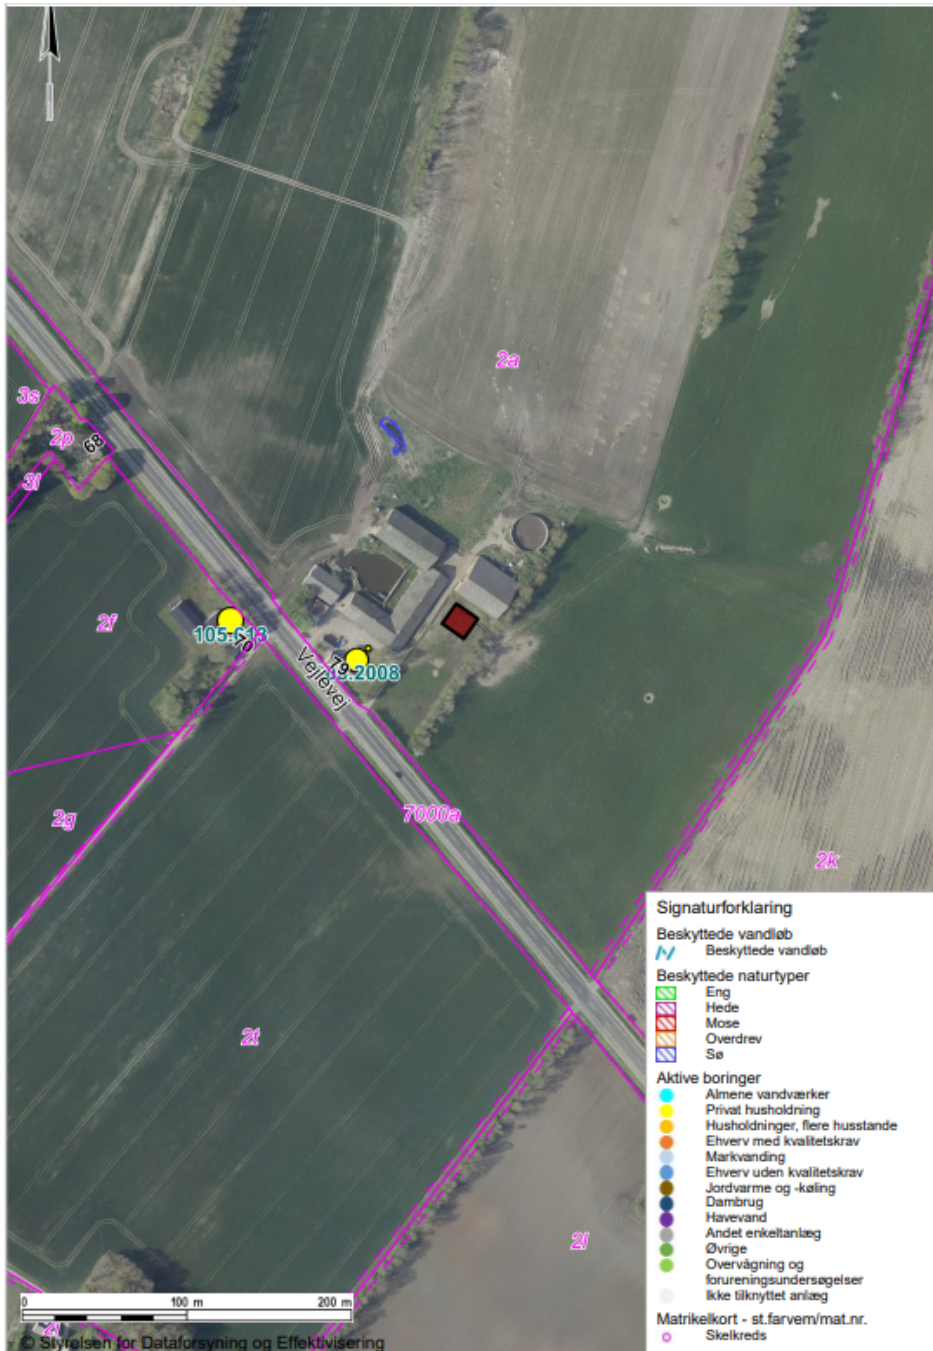 2a
3s
2p
68
3l
2f
105.613
70
79
Vejlevej
2g
7000a
2k
2t
2l
Signaturforklaring
Beskyttede vandløb
Beskyttede vandløb
Beskyttede naturtyper
Eng
Hede
Mose
Overdrev
Sø
Aktive boringer
Almene vandværker
Privat husholdning
Husholdninger, flere husstande
Ehverv med kvalitetskrav
Markvanding
Ehverv uden kvalitetskrav
Jordvarme og -køling
Dambrug
Havevand
Andet enkeltanlæg
Øvrige
Overvågning og
forureningsundersøgelser
Ikke tilknyttet anlæg
Matrikelkort - st.farvem/mat.nr.
Skelkreds
0 100 m 200 m
© Styrelsen for Dataforsyning og Effektivisering